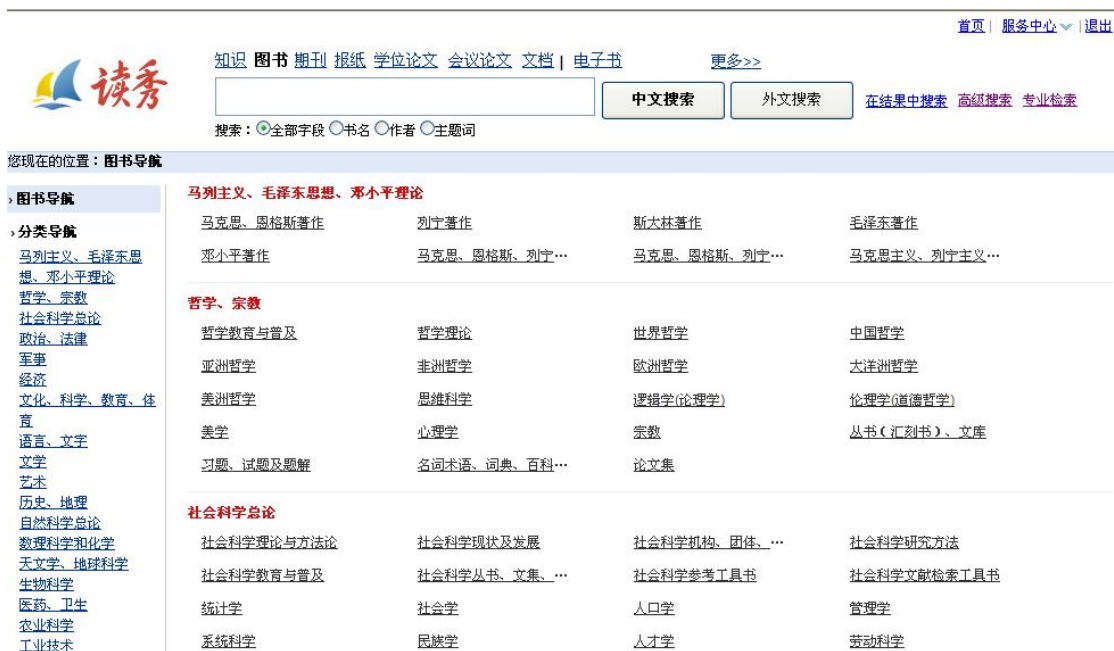 首页 | 服务中心 | 退出
读秀
知识 图书 期刊 报纸 学位论文 会议论文 文档 | 电子书 更多>>
中文搜索 外文搜索 在结果中搜索 高级搜索 专业检索
搜索：全部字段 书名 作者 主题词
您现在的位置：图书导航
›图书导航
›分类导航
马列主义、毛泽东思
想、邓小平理论
哲学、宗教
社会科学总论
政治、法律
军事
经济
文化、科学、教育、体
育
语言、文字
文学
艺术
历史、地理
自然科学总论
数理科学和化学
天文学、地球科学
生物科学
医药、卫生
农业科学
工业技术
马列主义、毛泽东思想、邓小平理论
马克思、恩格斯著作 列宁著作 斯大林著作 毛泽东著作
邓小平著作 马克思、恩格斯、列宁… 马克思、恩格斯、列宁… 马克思主义、列宁主义…
哲学、宗教
哲学教育与普及 哲学理论 世界哲学 中国哲学
亚洲哲学 非洲哲学 欧洲哲学 大洋洲哲学
美洲哲学 思维科学 逻辑学(论理学) 伦理学(道德哲学)
美学 心理学 宗教 丛书（汇刻书）、文库
习题、试题及题解 名词术语、词典、百科… 论文集
社会科学总论
社会科学理论与方法论 社会科学现状及发展 社会科学机构、团体、… 社会科学研究方法
社会科学教育与普及 社会科学丛书、文集、… 社会科学参考工具书 社会科学文献检索工具书
统计学 社会学 人口学 管理学
系统科学 民族学 人才学 劳动科学